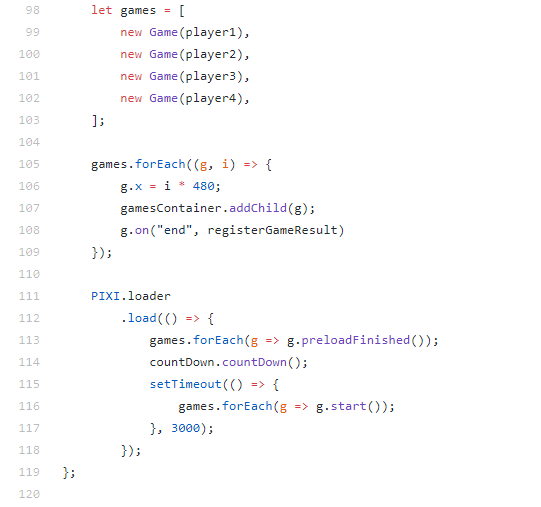 98 let games = [
99 new Game(player1),
100 new Game(player2),
101 new Game(player3),
102 new Game(player4),
103 ];
104
105 games.forEach((g, i) => {
106 g.x = i * 480;
107 gamesContainer.addChild(g);
108 g.on("end", registerGameResult)
109 });
110
111 PIXI.loader
112 .load(() => {
113 games.forEach(g => g.preloadFinished());
114 countDown.countDown();
115 setTimeout(() => {
116 games.forEach(g => g.start());
117 }, 3000);
118 });
119 };
120